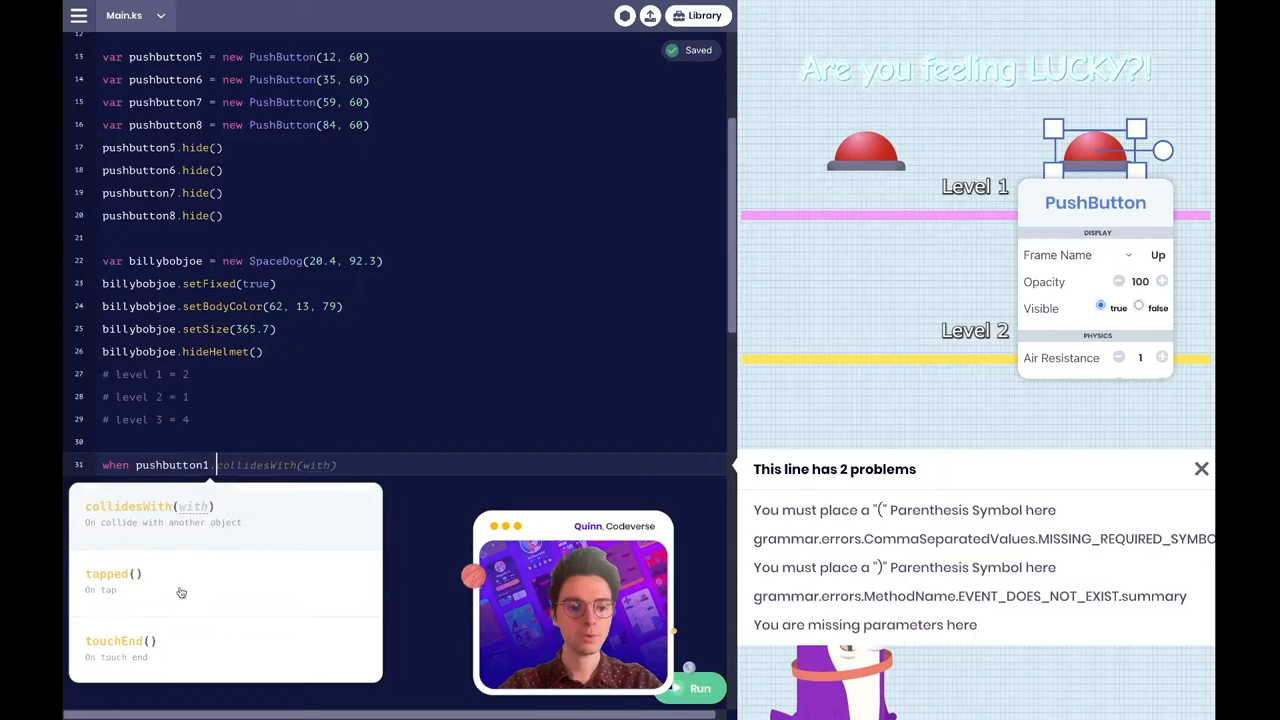 Main.ks
Library
12
13 var pushbutton5 = new PushButton(12, 60)
14 var pushbutton6 = new PushButton(35, 60)
15 var pushbutton7 = new PushButton(59, 60)
16 var pushbutton8 = new PushButton(84, 60)
17 pushbutton5.hide()
18 pushbutton6.hide()
19 pushbutton7.hide()
20 pushbutton8.hide()
21
22 var billybobjoe = new SpaceDog(20.4, 92.3)
23 billybobjoe.setFixed(true)
24 billybobjoe.setBodyColor(62, 13, 79)
25 billybobjoe.setSize(365.7)
26 billybobjoe.hideHelmet()
27 # level 1 = 2
28 # level 2 = 1
29 # level 3 = 4
30
31 when pushbutton1.collidesWith(with)
Saved
collidesWith(with)
On collide with another object
tapped()
On tap
touchEnd()
On touch end
Quinn, Codeverse
Run
Are you feeling LUCKY?!
Level 1
Level 2
PushButton
DISPLAY
Frame Name Up
Opacity 100
Visible true false
PHYSICS
Air Resistance 1
This line has 2 problems
You must place a "(" Parenthesis Symbol here
grammar.errors.CommaSeparatedValues.MISSING_REQUIRED_SYMBO
You must place a ")" Parenthesis Symbol here
grammar.errors.MethodName.EVENT_DOES_NOT_EXIST.summary
You are missing parameters here